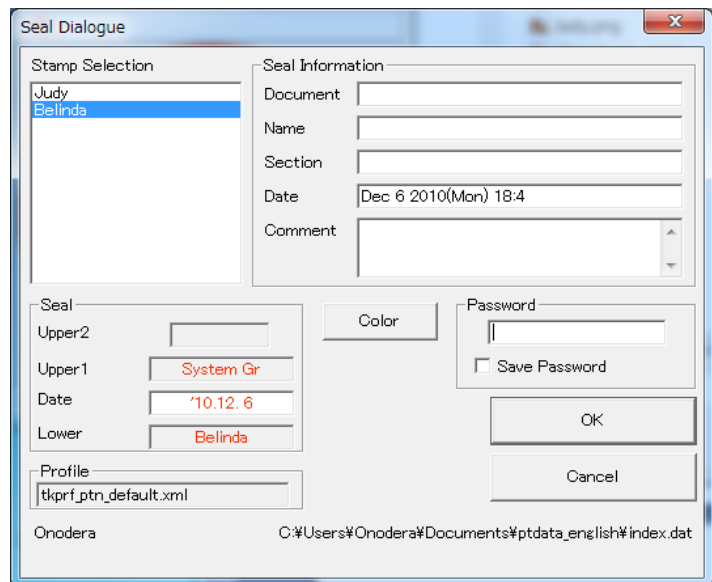 Seal Dialogue
Stamp Selection
Judy
Belinda
Seal Information
Document
Name
Section
Date Dec 6 2010(Mon) 18:4
Comment
Seal
Upper2
Upper1 System Gr
Date '10.12. 6
Lower Belinda
Color
Password
Save Password
OK
Cancel
Profile
tkprf_ptn_default.xml
Onodera C:¥Users¥Onodera¥Documents¥ptdata_english¥index.dat